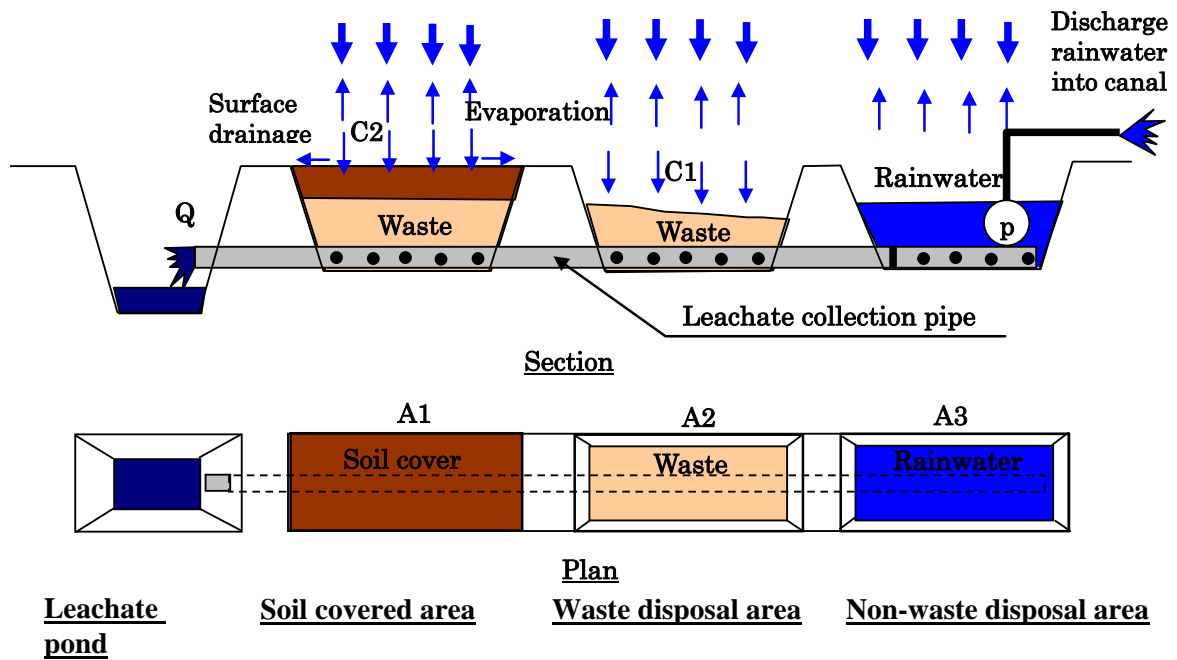 Discharge
rainwater
into canal
Surface
drainage
C2
Evaporation
C1
Rainwater
Q
Waste
Waste
p
Leachate collection pipe
Section
A1
A2
A3
Soil cover
Waste
Rainwater
Plan
Leachate
pond
Soil covered area
Waste disposal area
Non-waste disposal area